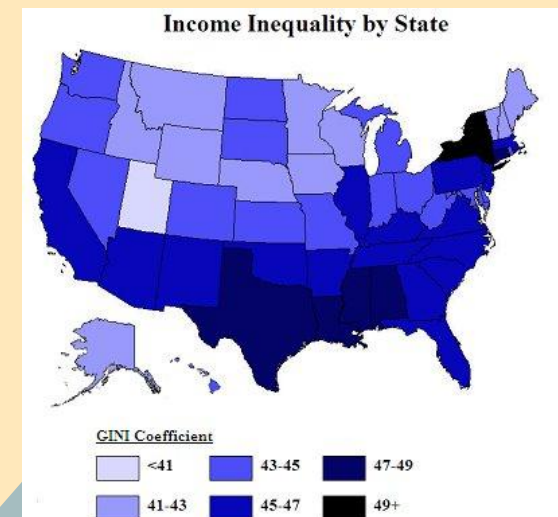 Income Inequality by State
GINI Coefficient
<41 43-45 47-49
41-43 45-47 49+